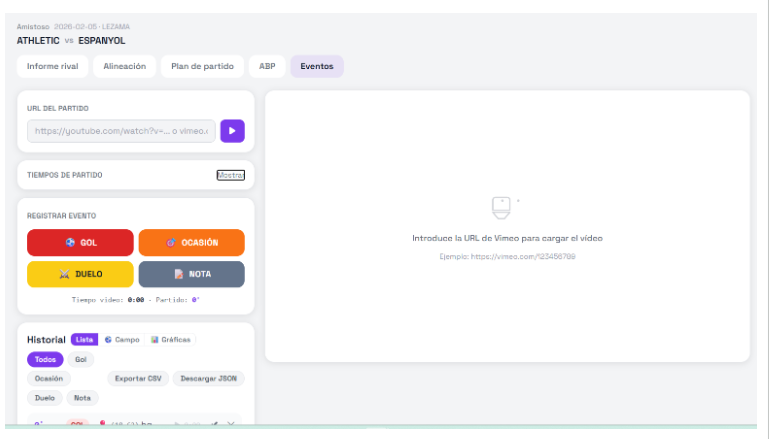 Amistoso 2026-02-05 · LEZAMA
ATHLETIC vs ESPANYOL
Informe rival Alineación Plan de partido ABP Eventos
URL DEL PARTIDO
https://youtube.com/watch?v=... o vimeo.c
TIEMPOS DE PARTIDO Mostrar
REGISTRAR EVENTO
GOL OCASIÓN
DUELO NOTA
Tiempo video: 0:00 · Partido: 0'
Historial Lista Campo Gráficas
Todos Gol
Ocasión Exportar CSV Descargar JSON
Duelo Nota
GOL
Introduce la URL de Vimeo para cargar el vídeo
Ejemplo: https://vimeo.com/123456789